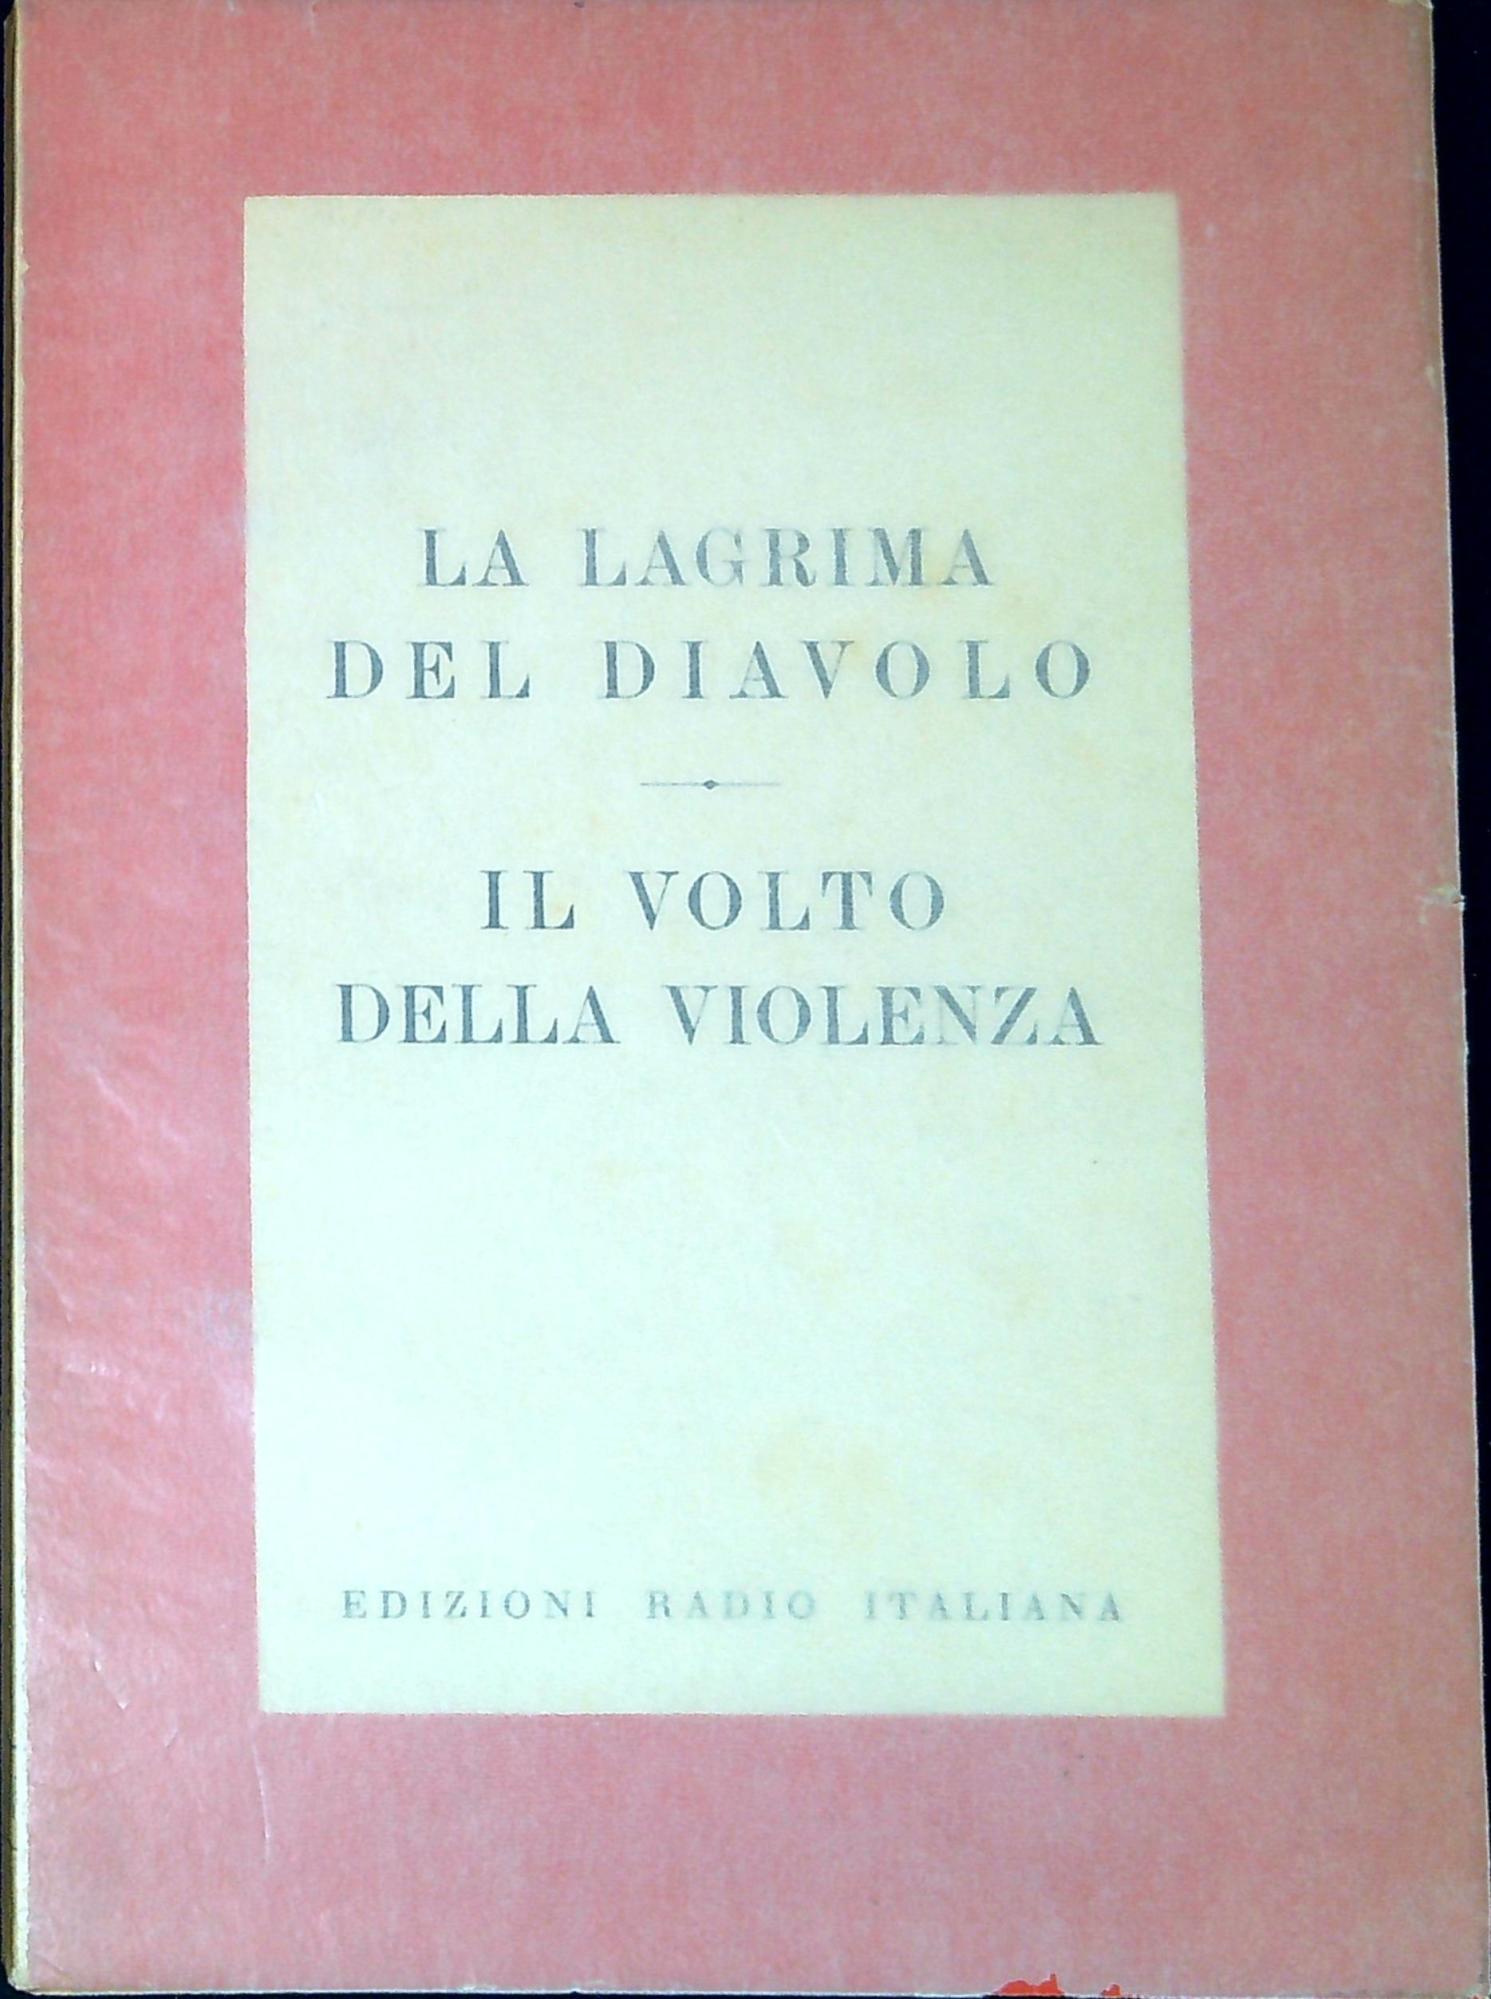 LA LAGRIMA
DEL DIAVOLO
IL VOLTO
DELLA VIOLENZA
EDIZIONI RADIO ITALIANA